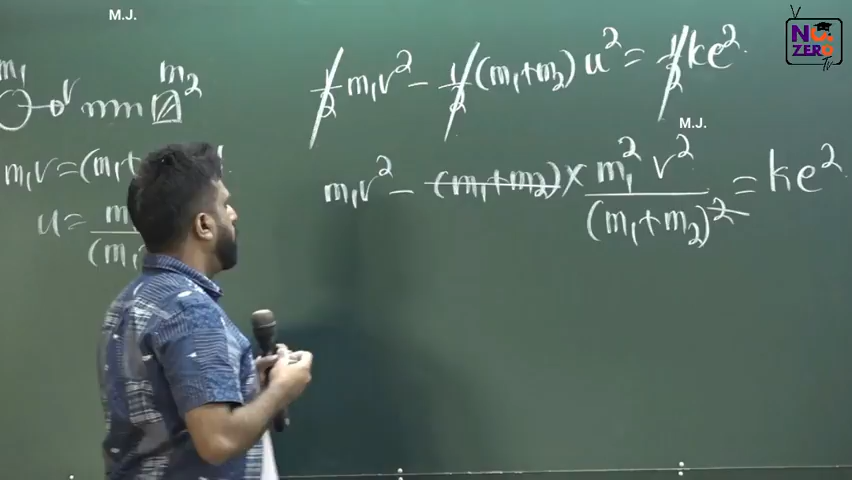 M.J.
NO. ZERO TV
m₁ v m₂
½ m₁v² − ½ (m₁+m₂) u² = ½ ke²
M.J.
m₁v = (m₁+
u = m
(m₁
m₁v² − (m₁+m₂) × m₁² v² / (m₁+m₂)² = ke²